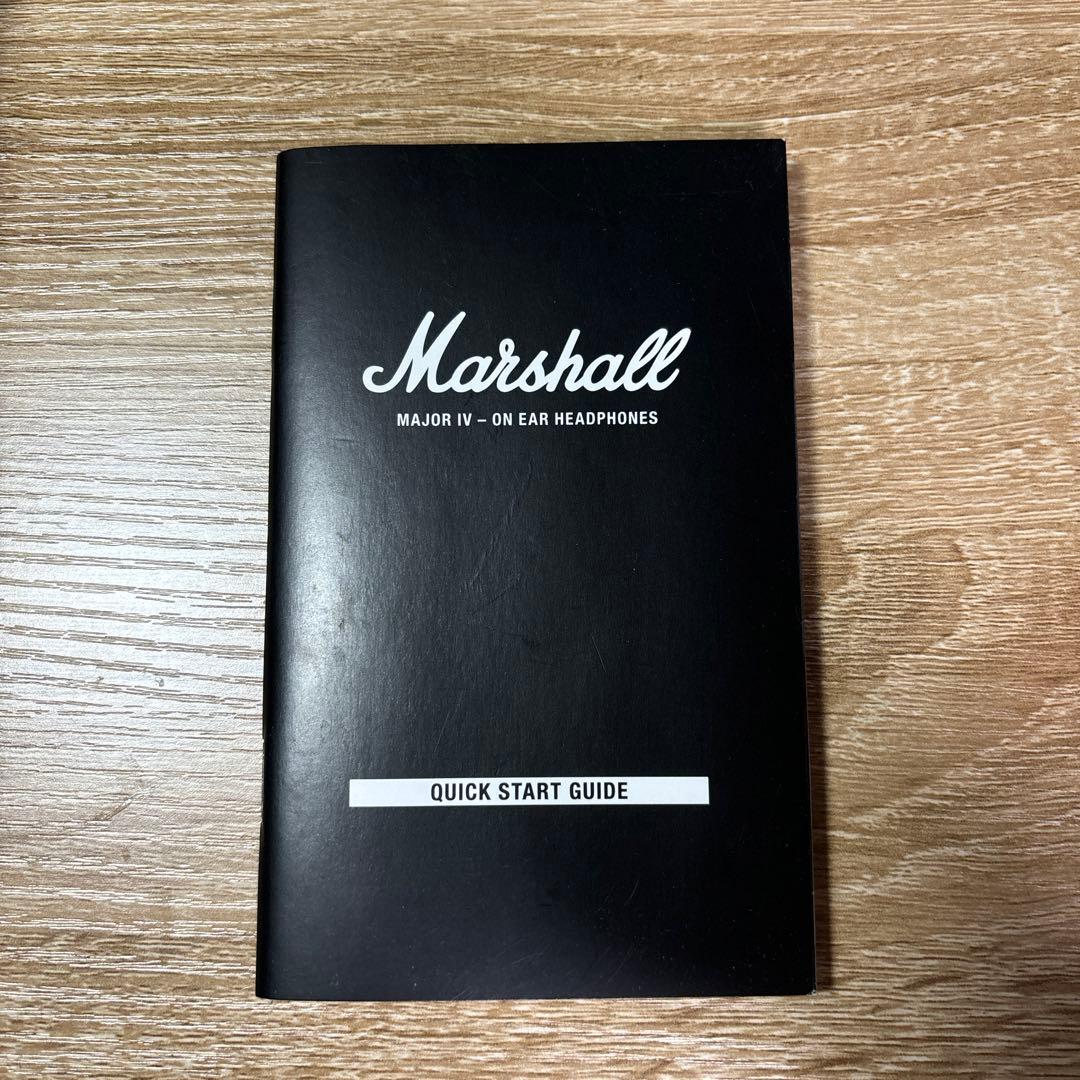 Marshall
MAJOR IV – ON EAR HEADPHONES
QUICK START GUIDE